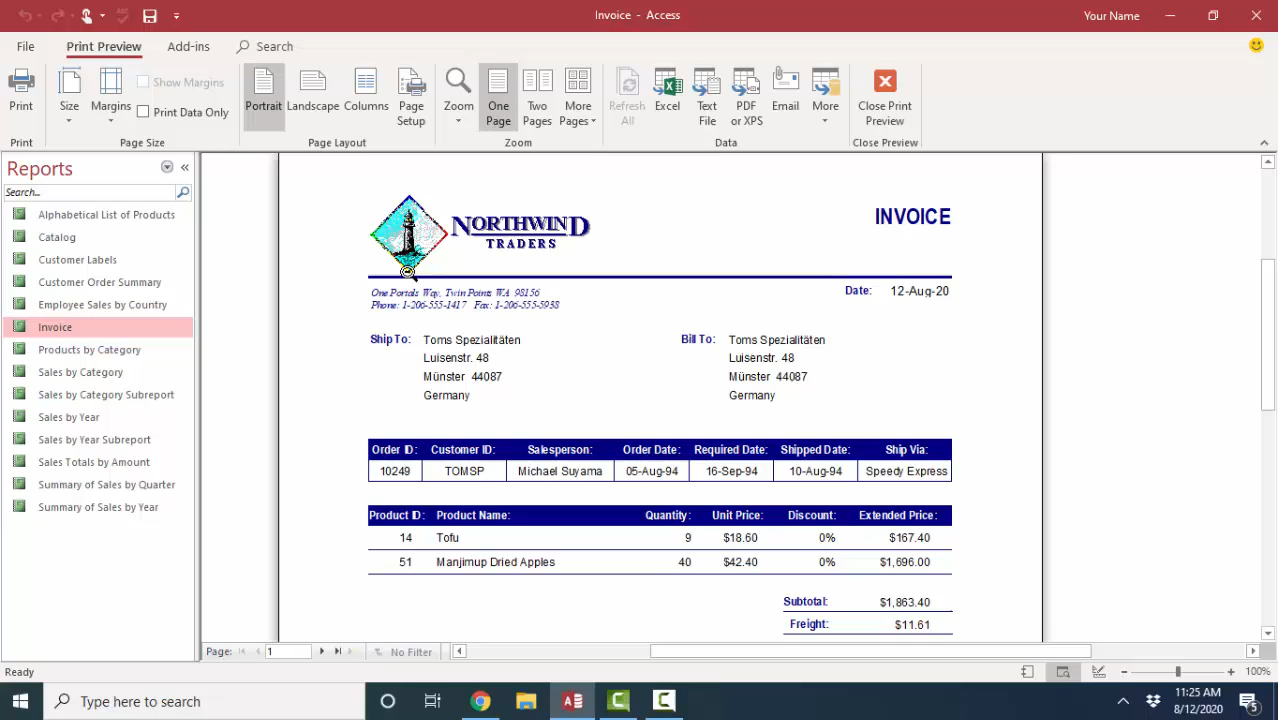 Invoice - Access
Your Name
File
Print Preview
Add-ins
Search
Print
Size
Margins
Show Margins
Print Data Only
Portrait
Landscape
Columns
Page Setup
Zoom
One Page
Two Pages
More Pages
Refresh All
Excel
Text File
PDF or XPS
Email
More
Close Print Preview
Print
Page Size
Page Layout
Zoom
Data
Close Preview
Reports
Search...
Alphabetical List of Products
Catalog
Customer Labels
Customer Order Summary
Employee Sales by Country
Invoice
Products by Category
Sales by Category
Sales by Category Subreport
Sales by Year
Sales by Year Subreport
Sales Totals by Amount
Summary of Sales by Quarter
Summary of Sales by Year
NORTHWIND
TRADERS
INVOICE
One Portals Way, Twin Points WA 98156
Phone: 1-206-555-1417 Fax: 1-206-555-5938
Date: 12-Aug-20
Ship To: Toms Spezialitäten
Luisenstr. 48
Münster 44087
Germany
Bill To: Toms Spezialitäten
Luisenstr. 48
Münster 44087
Germany
Order ID: Customer ID: Salesperson: Order Date: Required Date: Shipped Date: Ship Via:
10249 TOMSP Michael Suyama 05-Aug-94 16-Sep-94 10-Aug-94 Speedy Express
Product ID: Product Name: Quantity: Unit Price: Discount: Extended Price:
14 Tofu 9 $18.60 0% $167.40
51 Manjimup Dried Apples 40 $42.40 0% $1,696.00
Subtotal: $1,863.40
Freight: $11.61
Page: 1
No Filter
Ready
100%
Type here to search
11:25 AM
8/12/2020
5